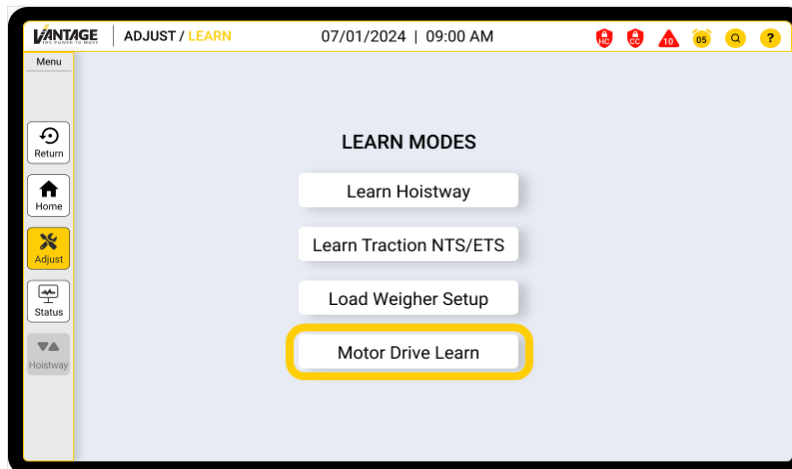 VANTAGE
THE POWER TO MOVE
ADJUST / LEARN
07/01/2024 | 09:00 AM
HC
CC
10
05
?
Menu
Return
Home
Adjust
Status
Hoistway
LEARN MODES
Learn Hoistway
Learn Traction NTS/ETS
Load Weigher Setup
Motor Drive Learn